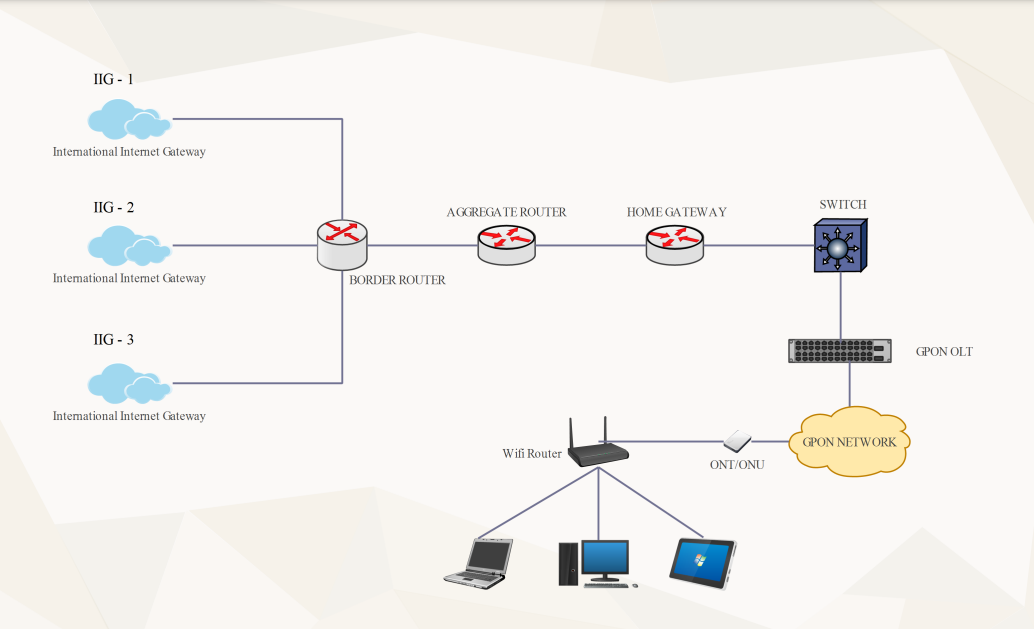 IIG - 1
International Internet Gateway
IIG - 2
International Internet Gateway
IIG - 3
International Internet Gateway
BORDER ROUTER
AGGREGATE ROUTER
HOME GATEWAY
SWITCH
GPON OLT
GPON NETWORK
ONT/ONU
Wifi Router